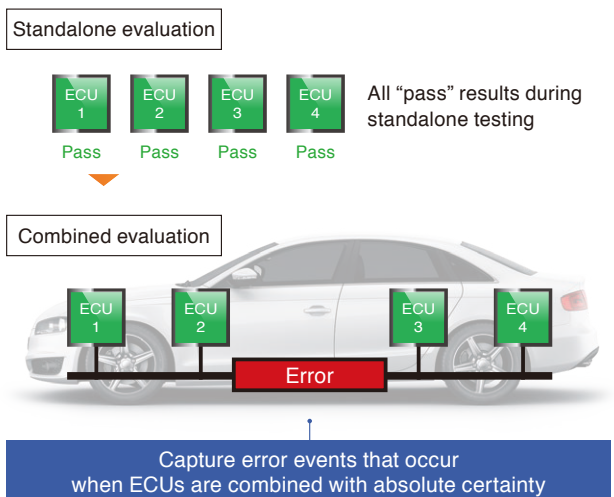 Standalone evaluation
ECU
1
ECU
2
ECU
3
ECU
4
All “pass” results during
standalone testing
Pass
Pass
Pass
Pass
Combined evaluation
ECU
1
ECU
2
ECU
3
ECU
4
Error
Capture error events that occur
when ECUs are combined with absolute certainty